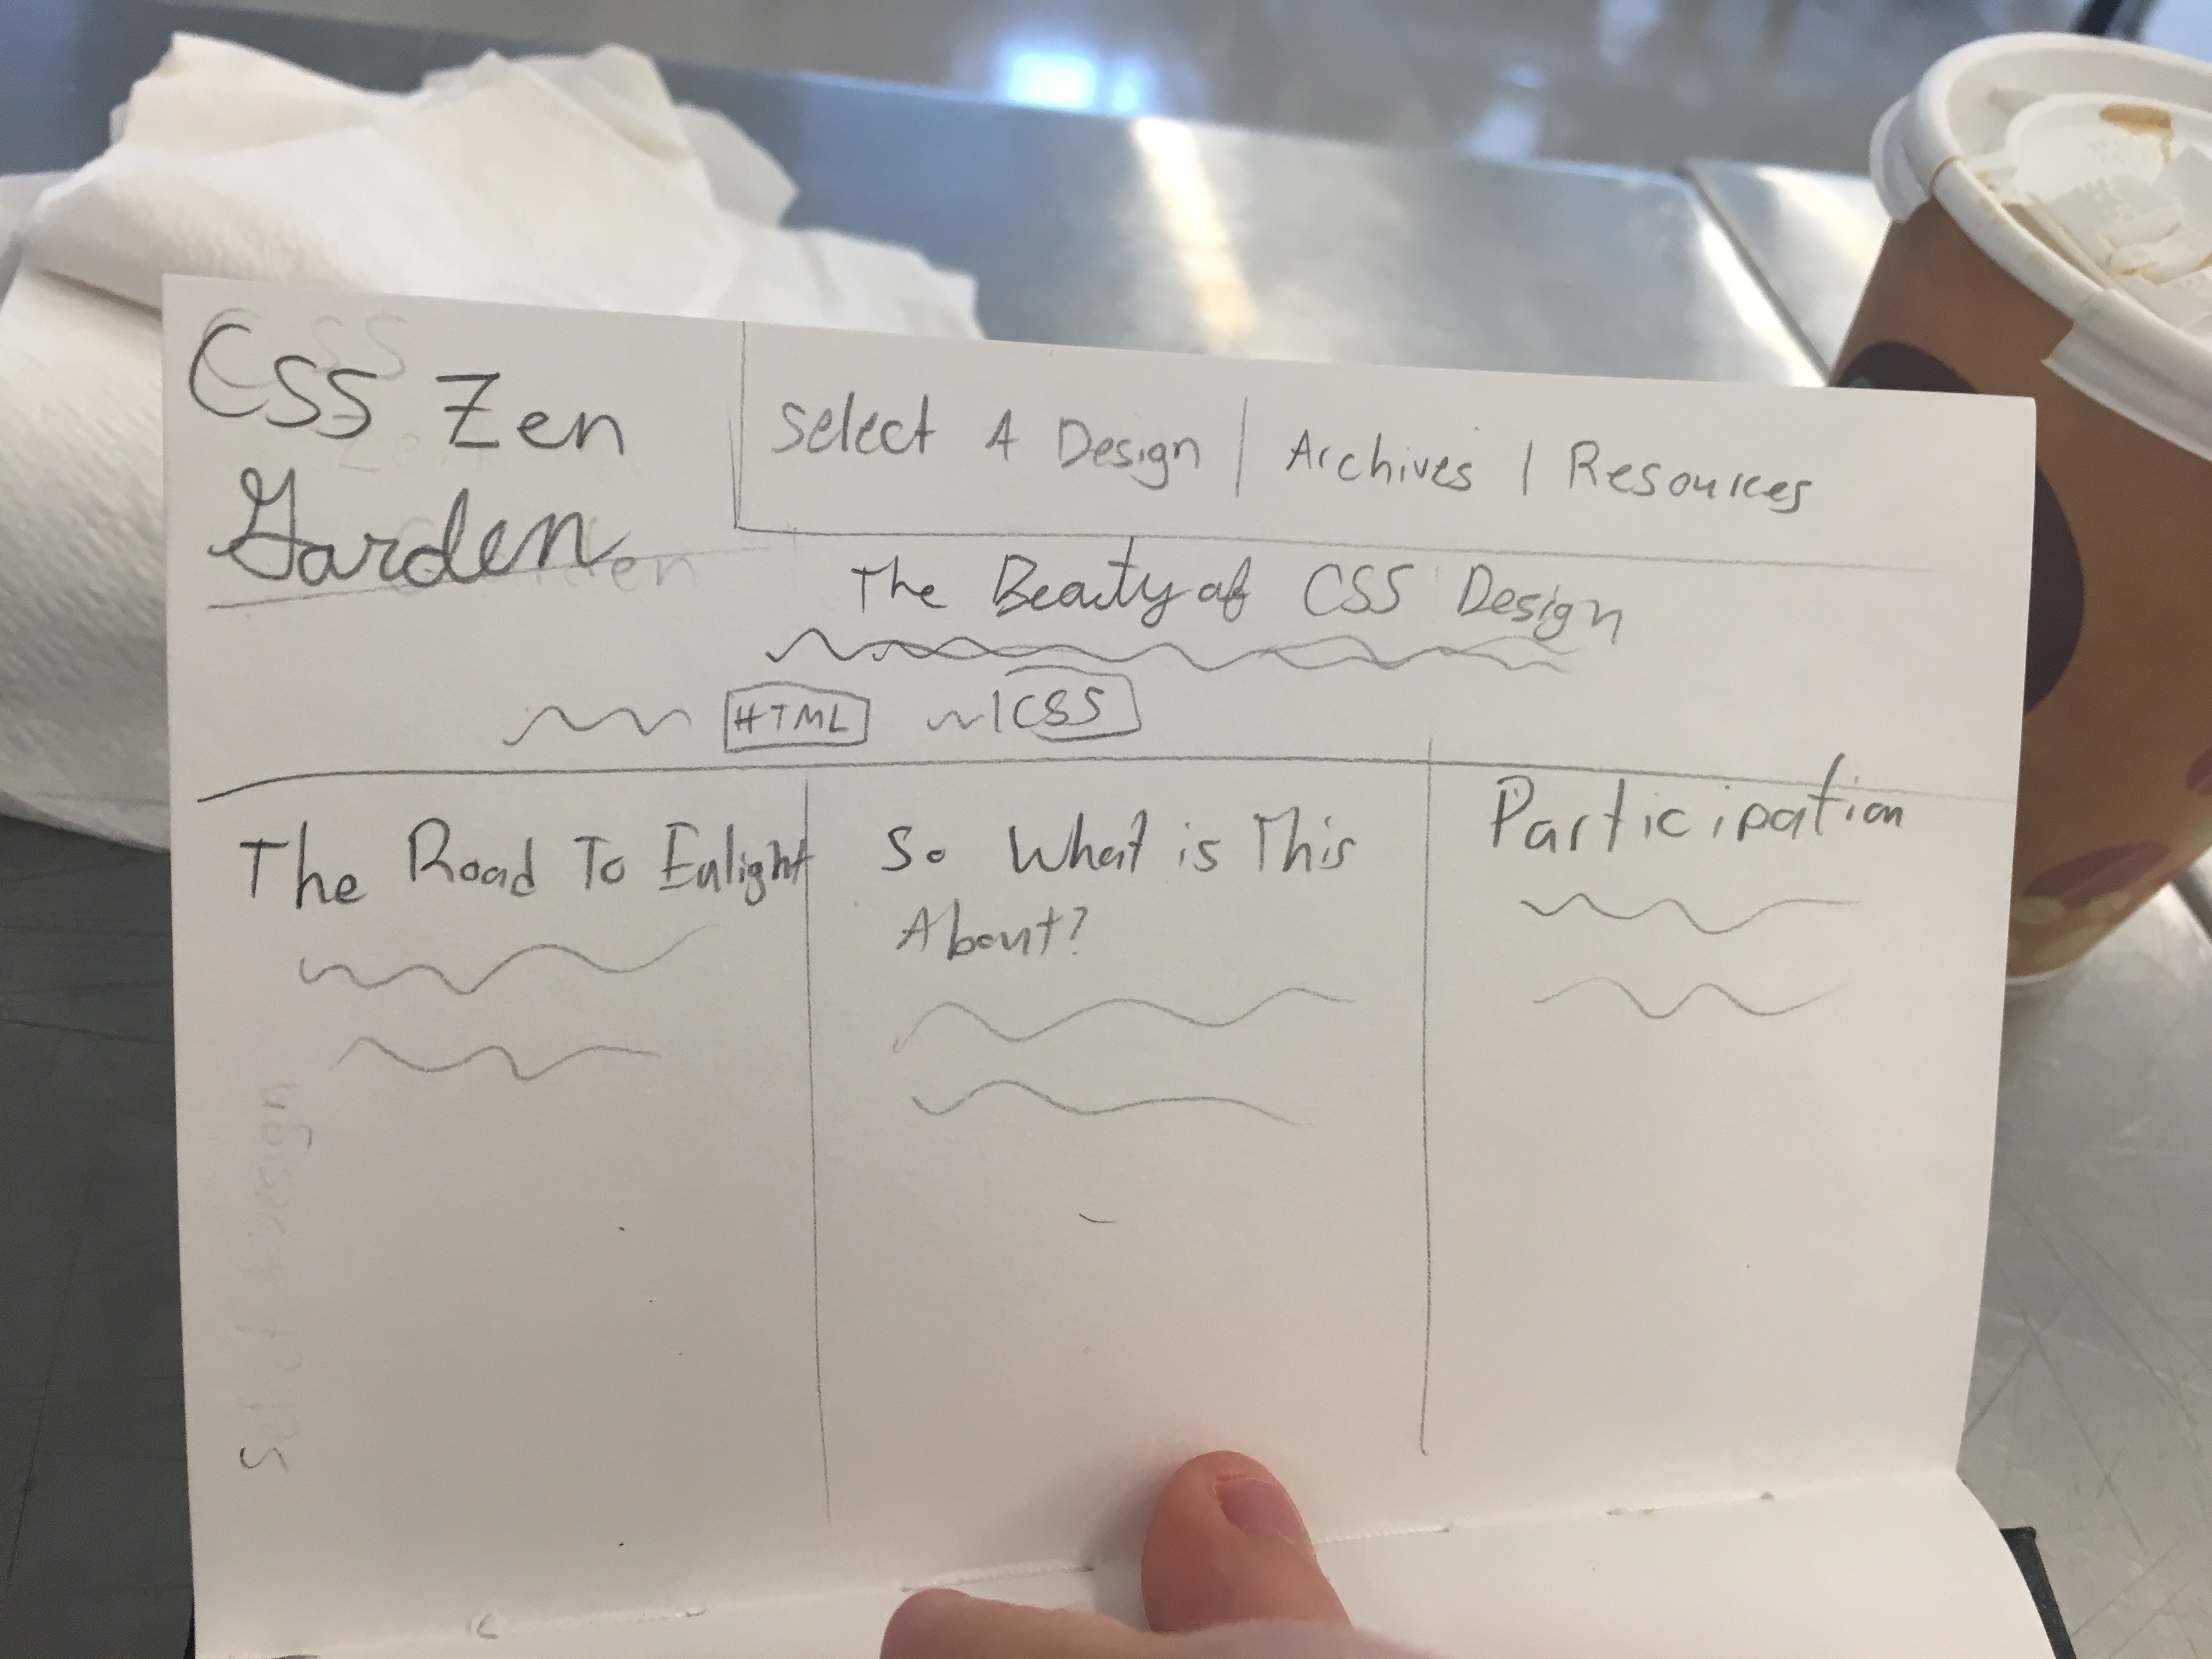 CSS Zen
Garden
Select A Design | Archives | Resources
The Beauty of CSS Design
HTML CSS
The Road To Enlight
So What is This
About?
Participation